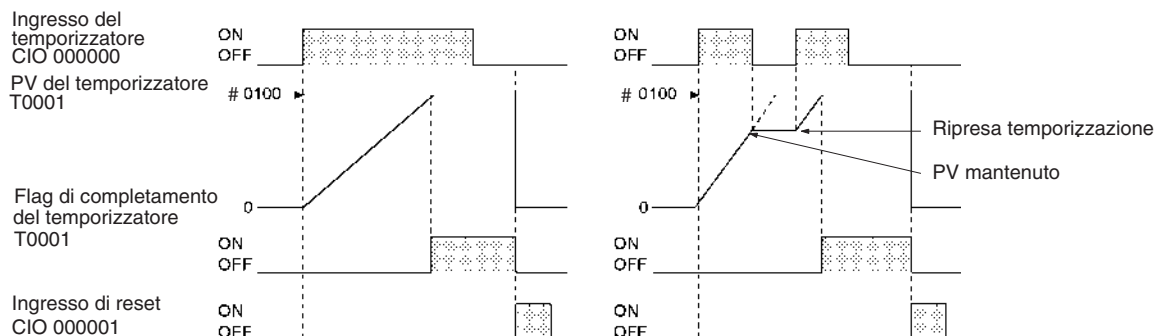 Ingresso del
temporizzatore
CIO 000000
ON
OFF
ON
OFF
PV del temporizzatore
T0001
# 0100
# 0100
Ripresa temporizzazione
PV mantenuto
Flag di completamento
del temporizzatore
T0001
0
0
ON
OFF
ON
OFF
Ingresso di reset
CIO 000001
ON
OFF
ON
OFF